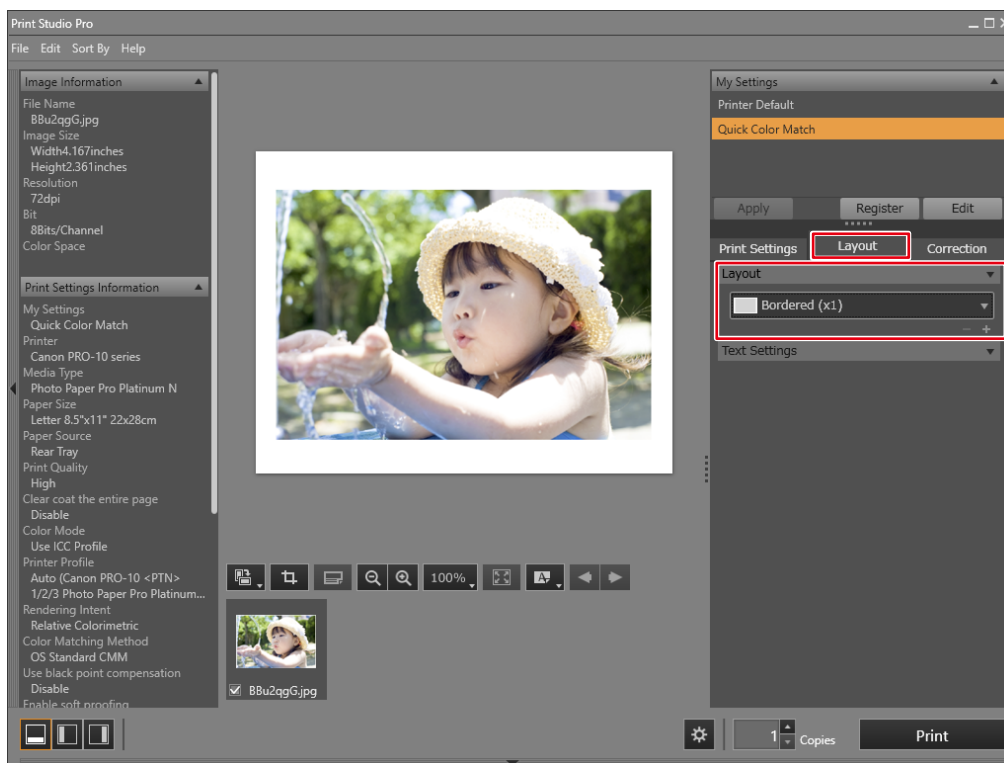 Print Studio Pro
File Edit Sort By Help
Image Information
File Name
BBu2qgG.jpg
Image Size
Width4.167inches
Height2.361inches
Resolution
72dpi
Bit
8Bits/Channel
Color Space
Print Settings Information
My Settings
Quick Color Match
Printer
Canon PRO-10 series
Media Type
Photo Paper Pro Platinum N
Paper Size
Letter 8.5"x11" 22x28cm
Paper Source
Rear Tray
Print Quality
High
Clear coat the entire page
Disable
Color Mode
Use ICC Profile
Printer Profile
Auto (Canon PRO-10 <PTN>
1/2/3 Photo Paper Pro Platinum...
Rendering Intent
Relative Colorimetric
Color Matching Method
OS Standard CMM
Use black point compensation
Disable
Enable soft proofing
100%
A
BBu2qgG.jpg
My Settings
Printer Default
Quick Color Match
Apply Register Edit
Print Settings Layout Correction
Layout
Bordered (x1)
Text Settings
1 Copies Print